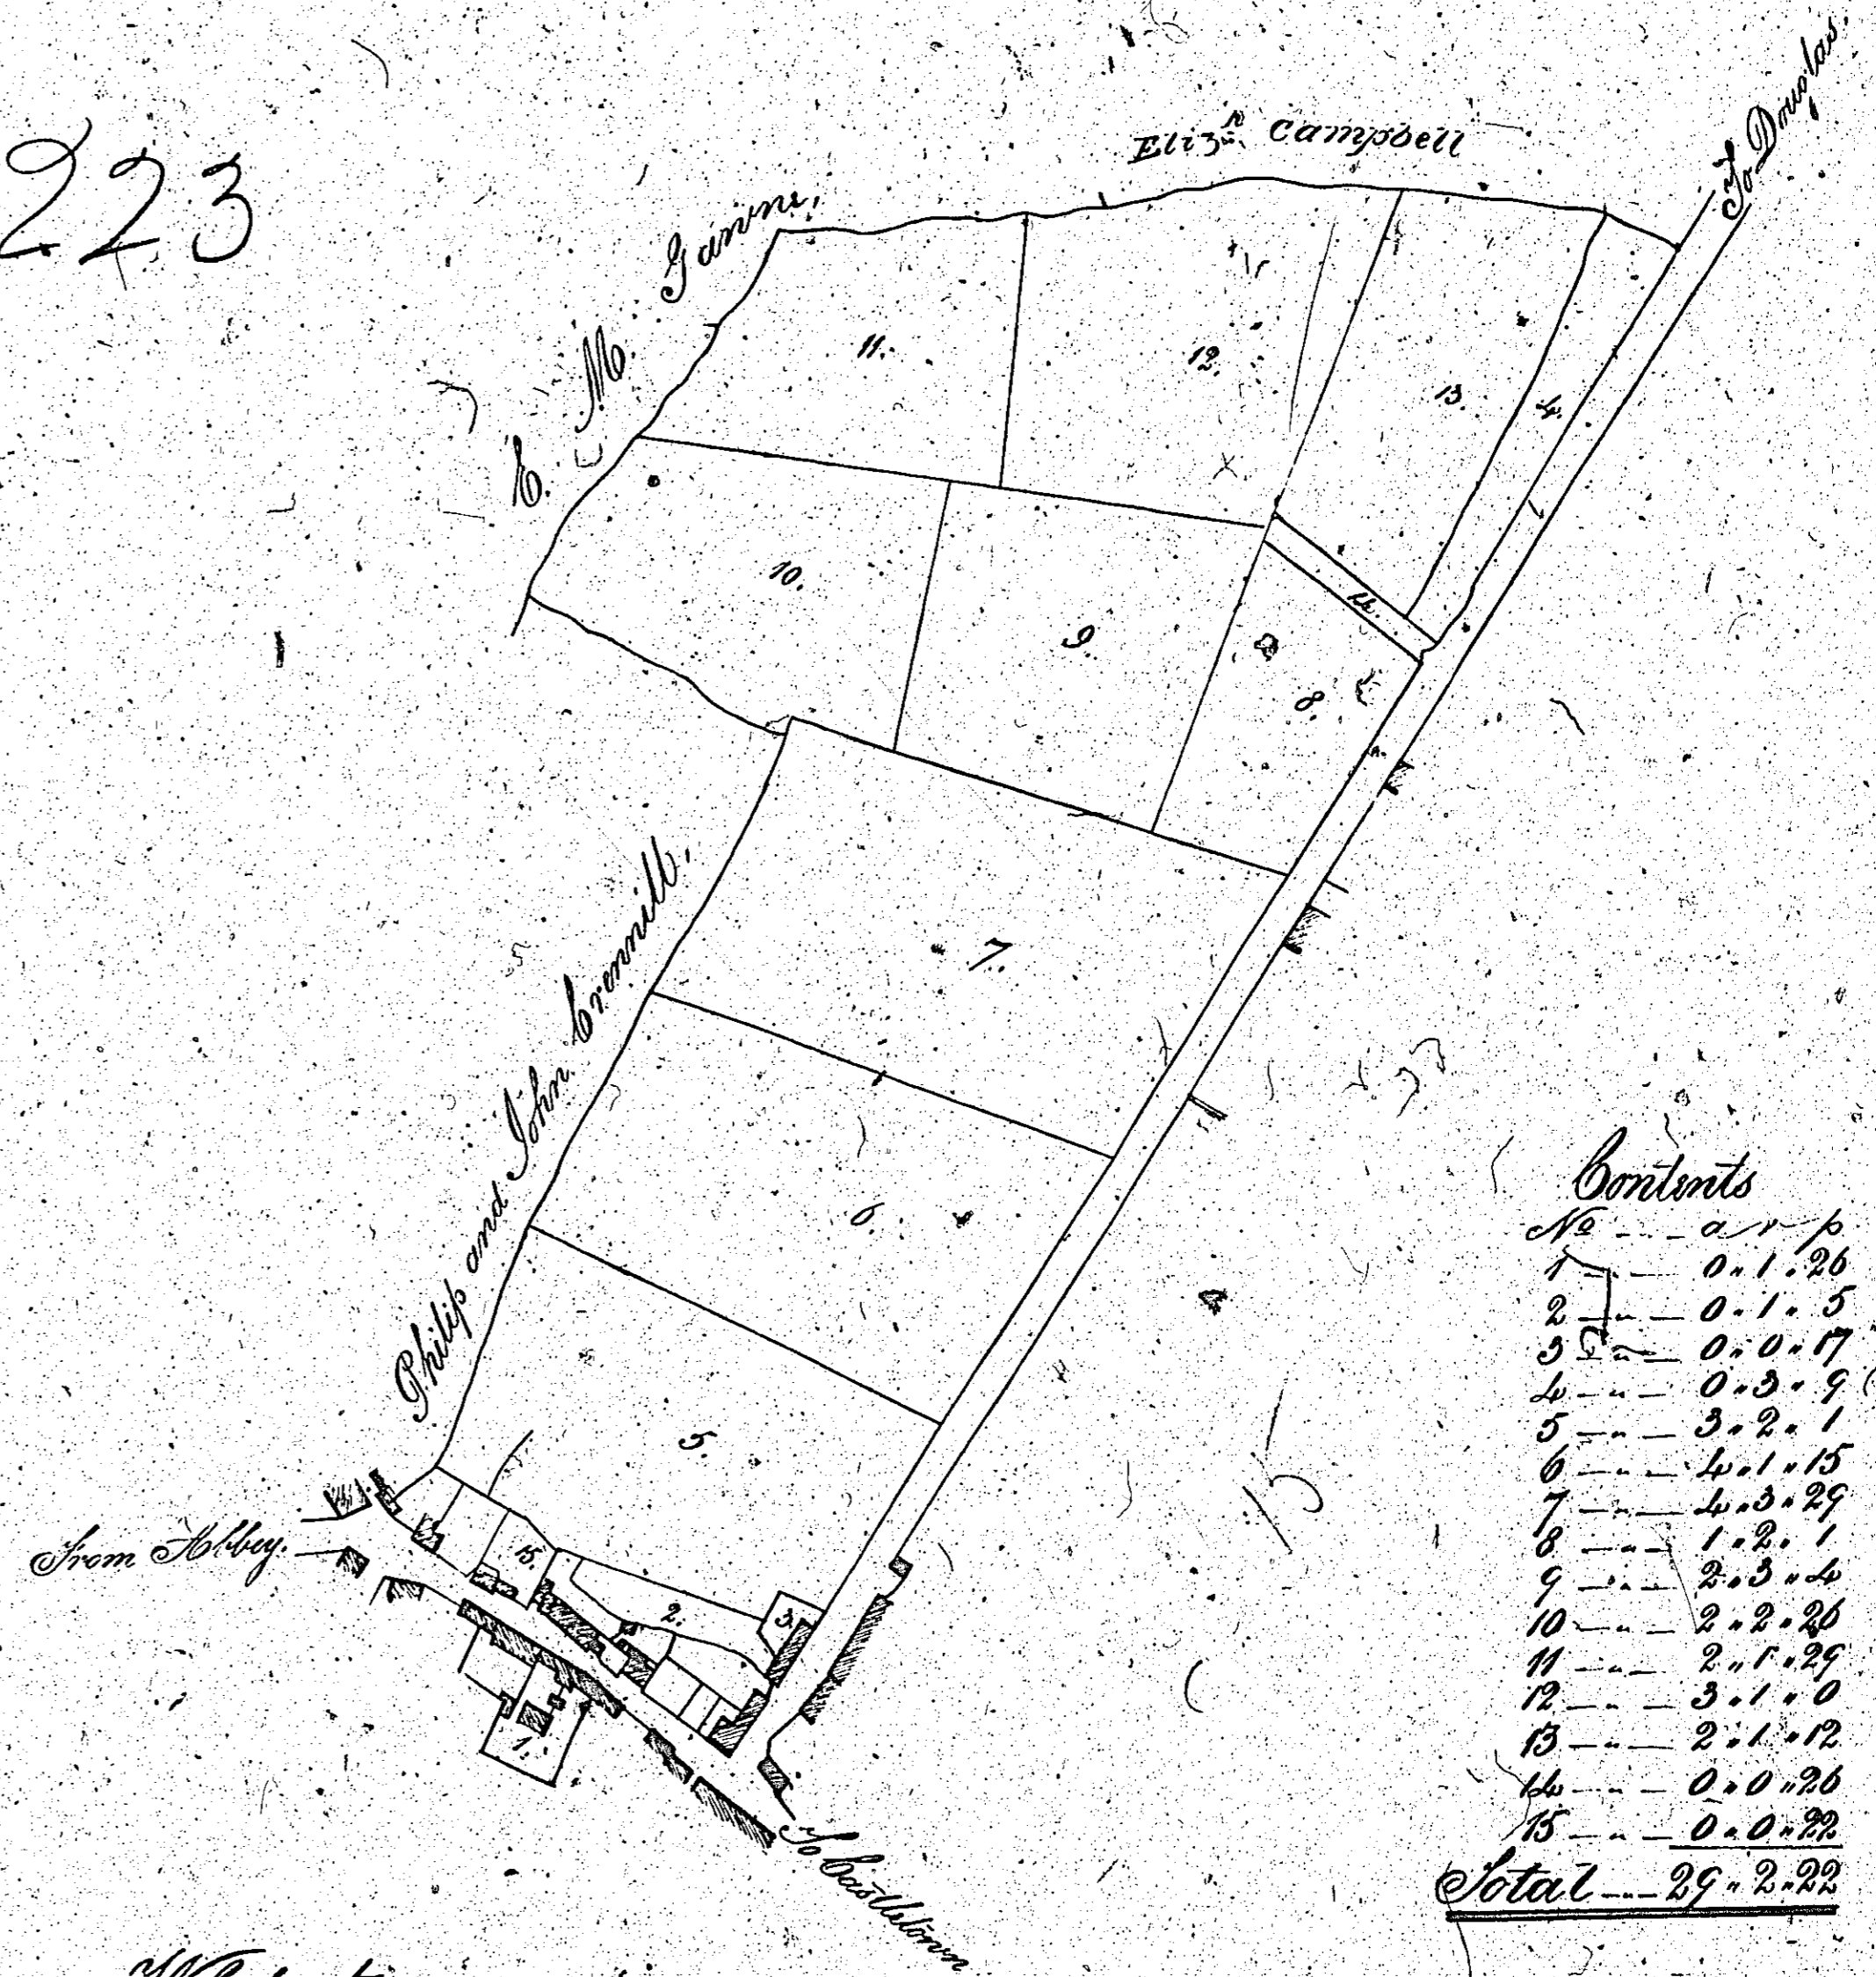 223
Eliz. Campbell
To Douglas.
E. M. Gawne,
11.
12.
13.
4.
10.
9.
14.
8.
7.
Philip and John Crennill.
6.
5.
From Abbey.
15.
2.
3.
1.
To Castletown
15
Contents
No a r p
1 0 " 1 " 26
2 0 " 1 " 5
3 0 " 0 " 17
4 0 " 3 " 9
5 3 " 2 " 1
6 4 " 1 " 15
7 4 " 3 " 29
8 1 " 2 " 1
9 2 " 3 " 4
10 2 " 2 " 26
11 2 " 1 " 29
12 3 " 1 " 0
13 2 " 1 " 12
14 0 " 0 " 26
15 0 " 0 " 22
Total 29 " 2 " 22